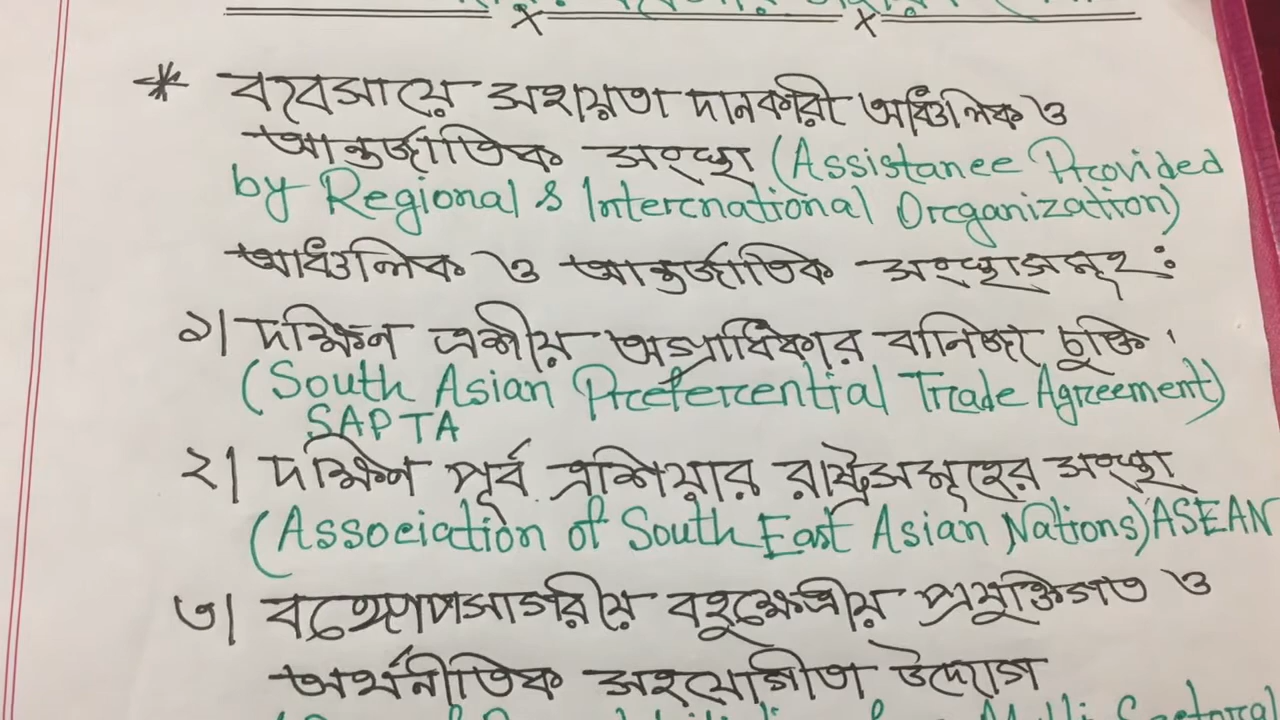 * ব্যবসায়ে সহায়তা দানকারী আঞ্চলিক ও
আন্তর্জাতিক সংস্থা (Assistance Provided
by Regional & International Organization)
আঞ্চলিক ও আন্তর্জাতিক সংস্থাসমূহ :
১। দক্ষিন এশীয় অগ্রাধিকার বানিজ্য চুক্তি ।
(South Asian Preferential Trade Agreement)
SAPTA
২। দক্ষিন পূর্ব এশিয়ার রাষ্ট্রসমূহের সংস্থা
(Association of South East Asian Nations) ASEAN
৩। বঙ্গোপসাগরীয় বহুক্ষেত্রীয় প্রযুক্তিগত ও
অর্থনীতিক সহযোগীতা উদ্যোগ